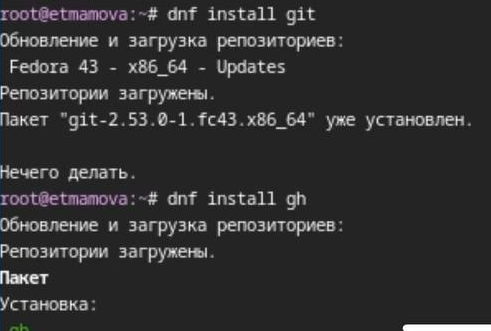 root@etmamova:~# dnf install git
Обновление и загрузка репозиториев:
Fedora 43 - x86_64 - Updates
Репозитории загружены.
Пакет "git-2.53.0-1.fc43.x86_64" уже установлен.
Нечего делать.
root@etmamova:~# dnf install gh
Обновление и загрузка репозиториев:
Репозитории загружены.
Пакет
Установка:
gh